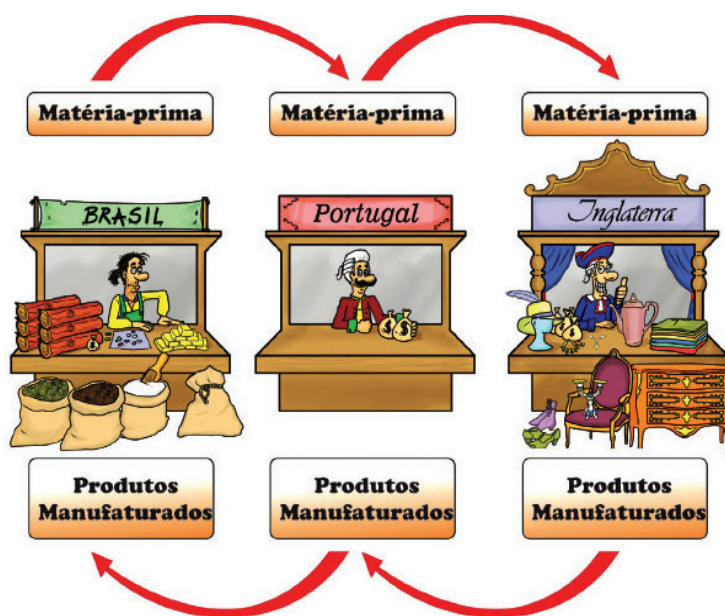 Matéria-prima
Matéria-prima
Matéria-prima
BRASIL
Portugal
Inglaterra
$
$
$
Produtos
Manufaturados
Produtos
Manufaturados
Produtos
Manufaturados